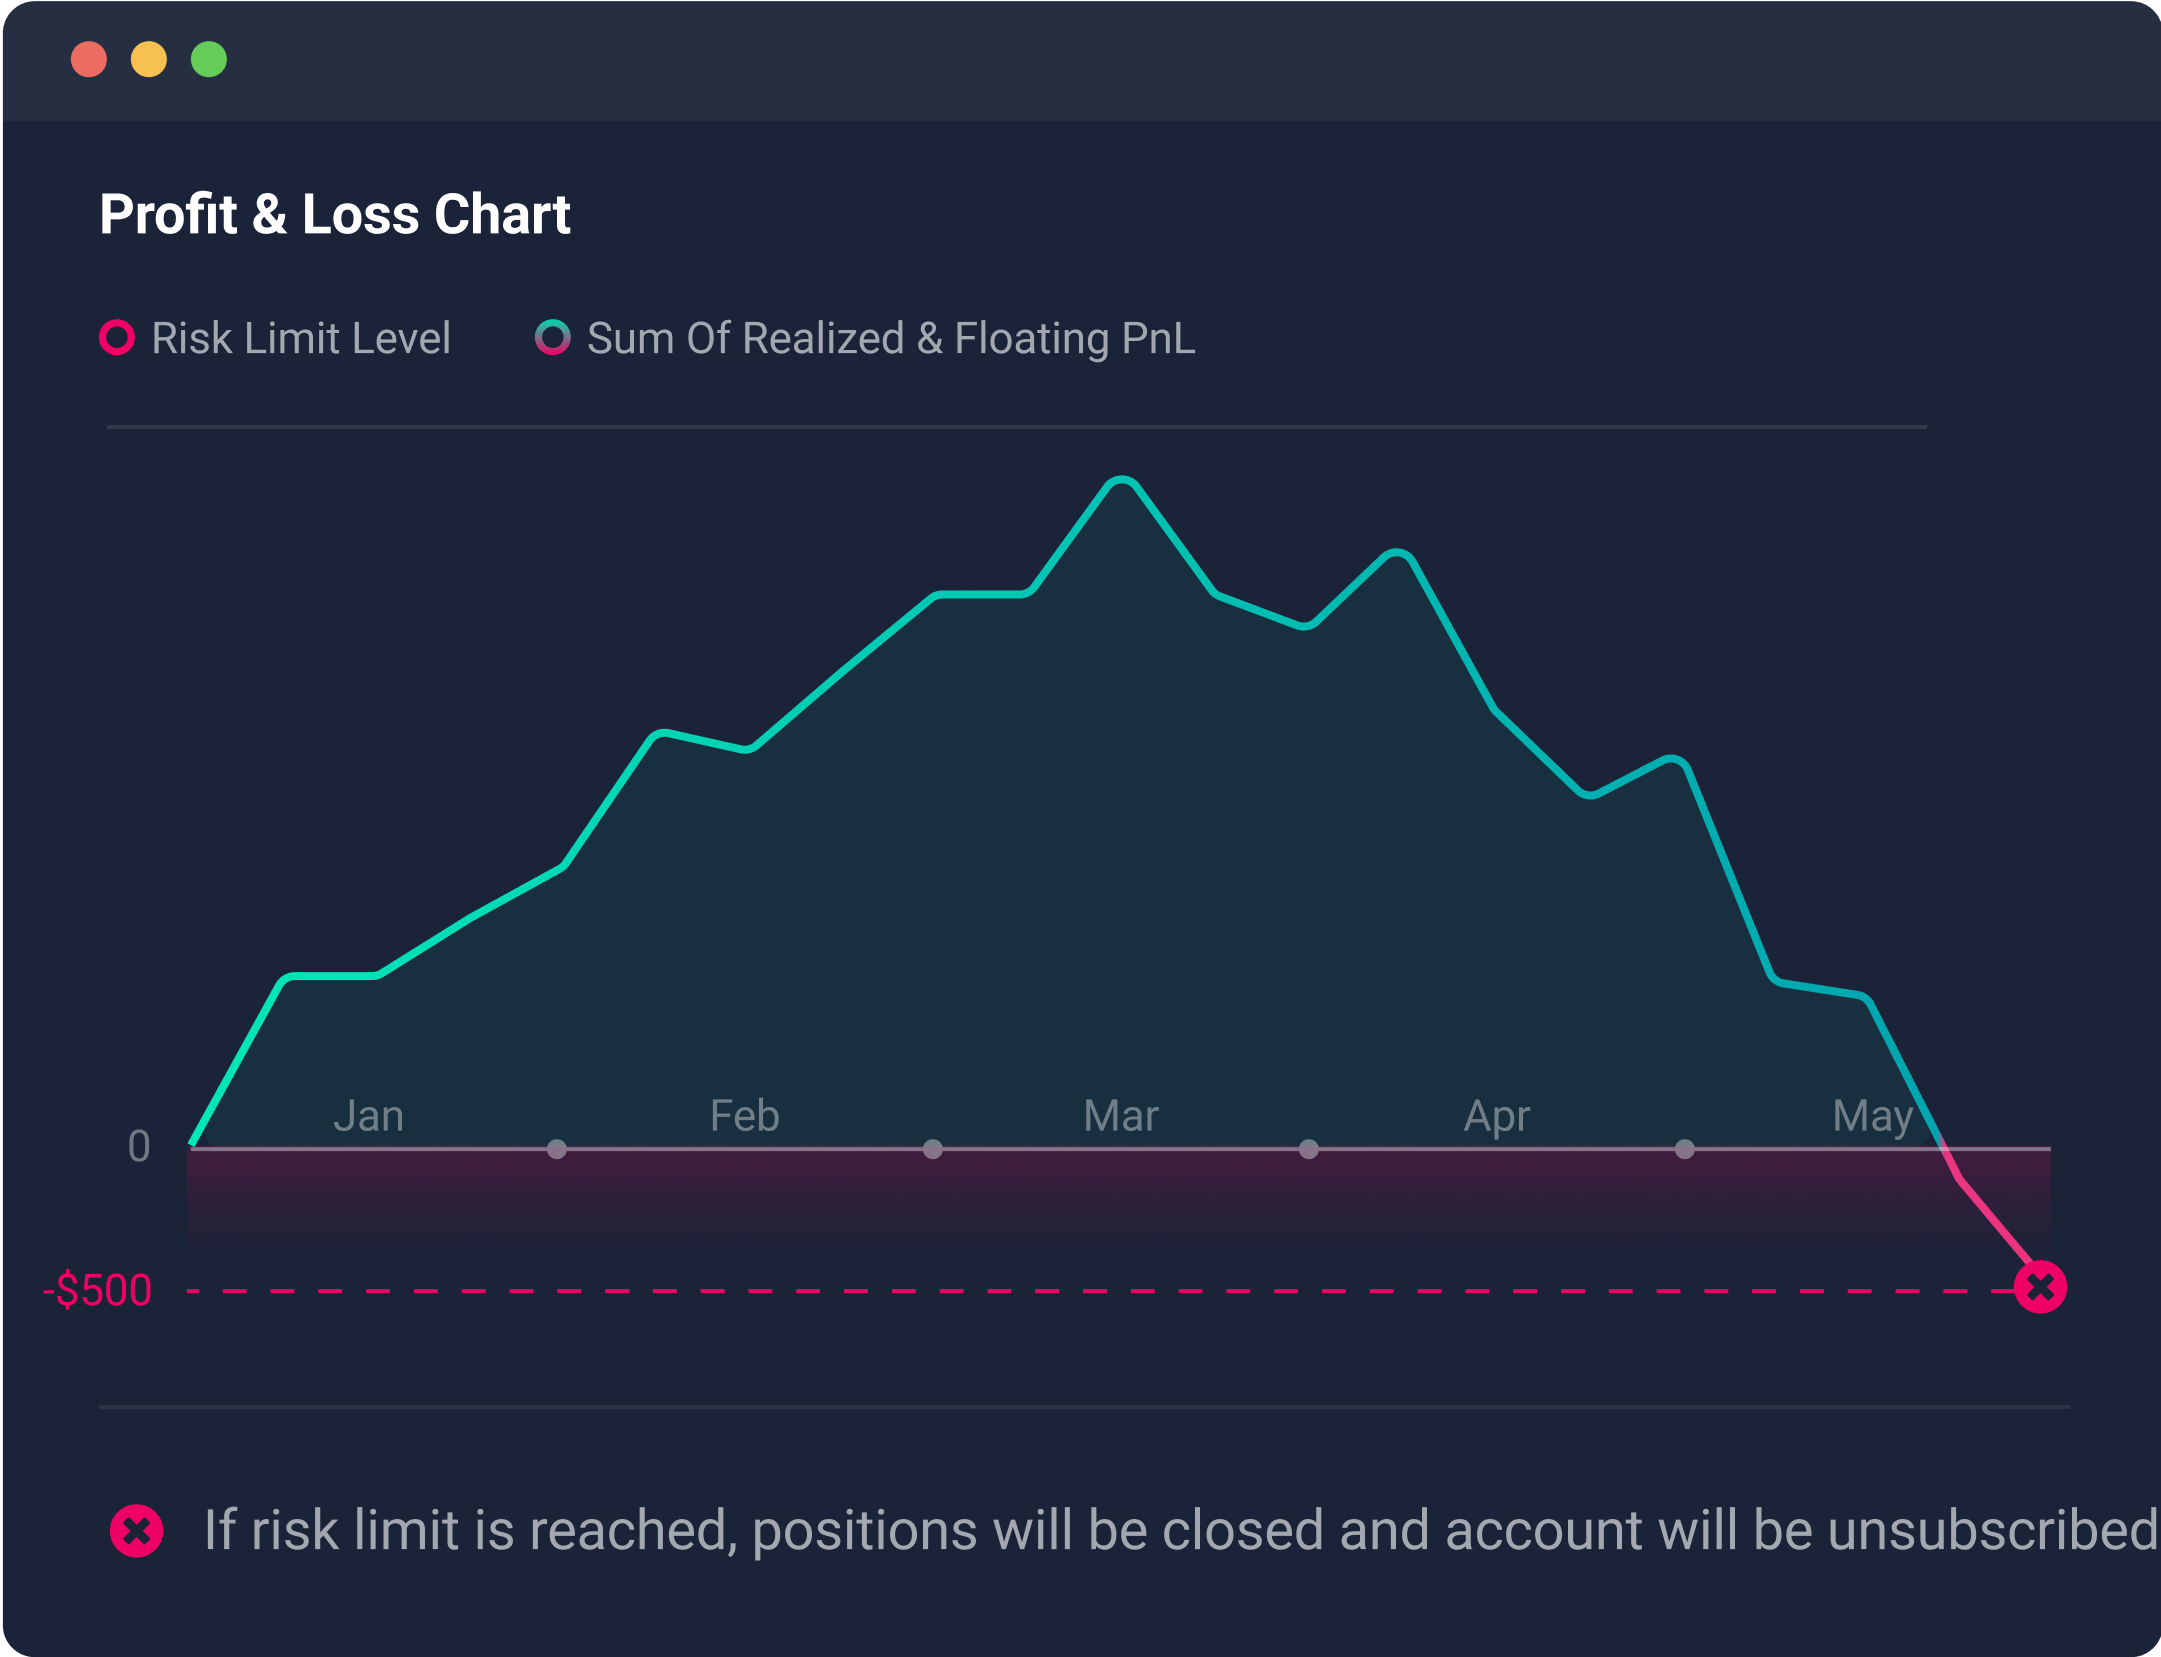 Profit & Loss Chart
Risk Limit Level
Sum Of Realized & Floating PnL
Jan
Feb
Mar
Apr
May
0
-$500
If risk limit is reached, positions will be closed and account will be unsubscribed